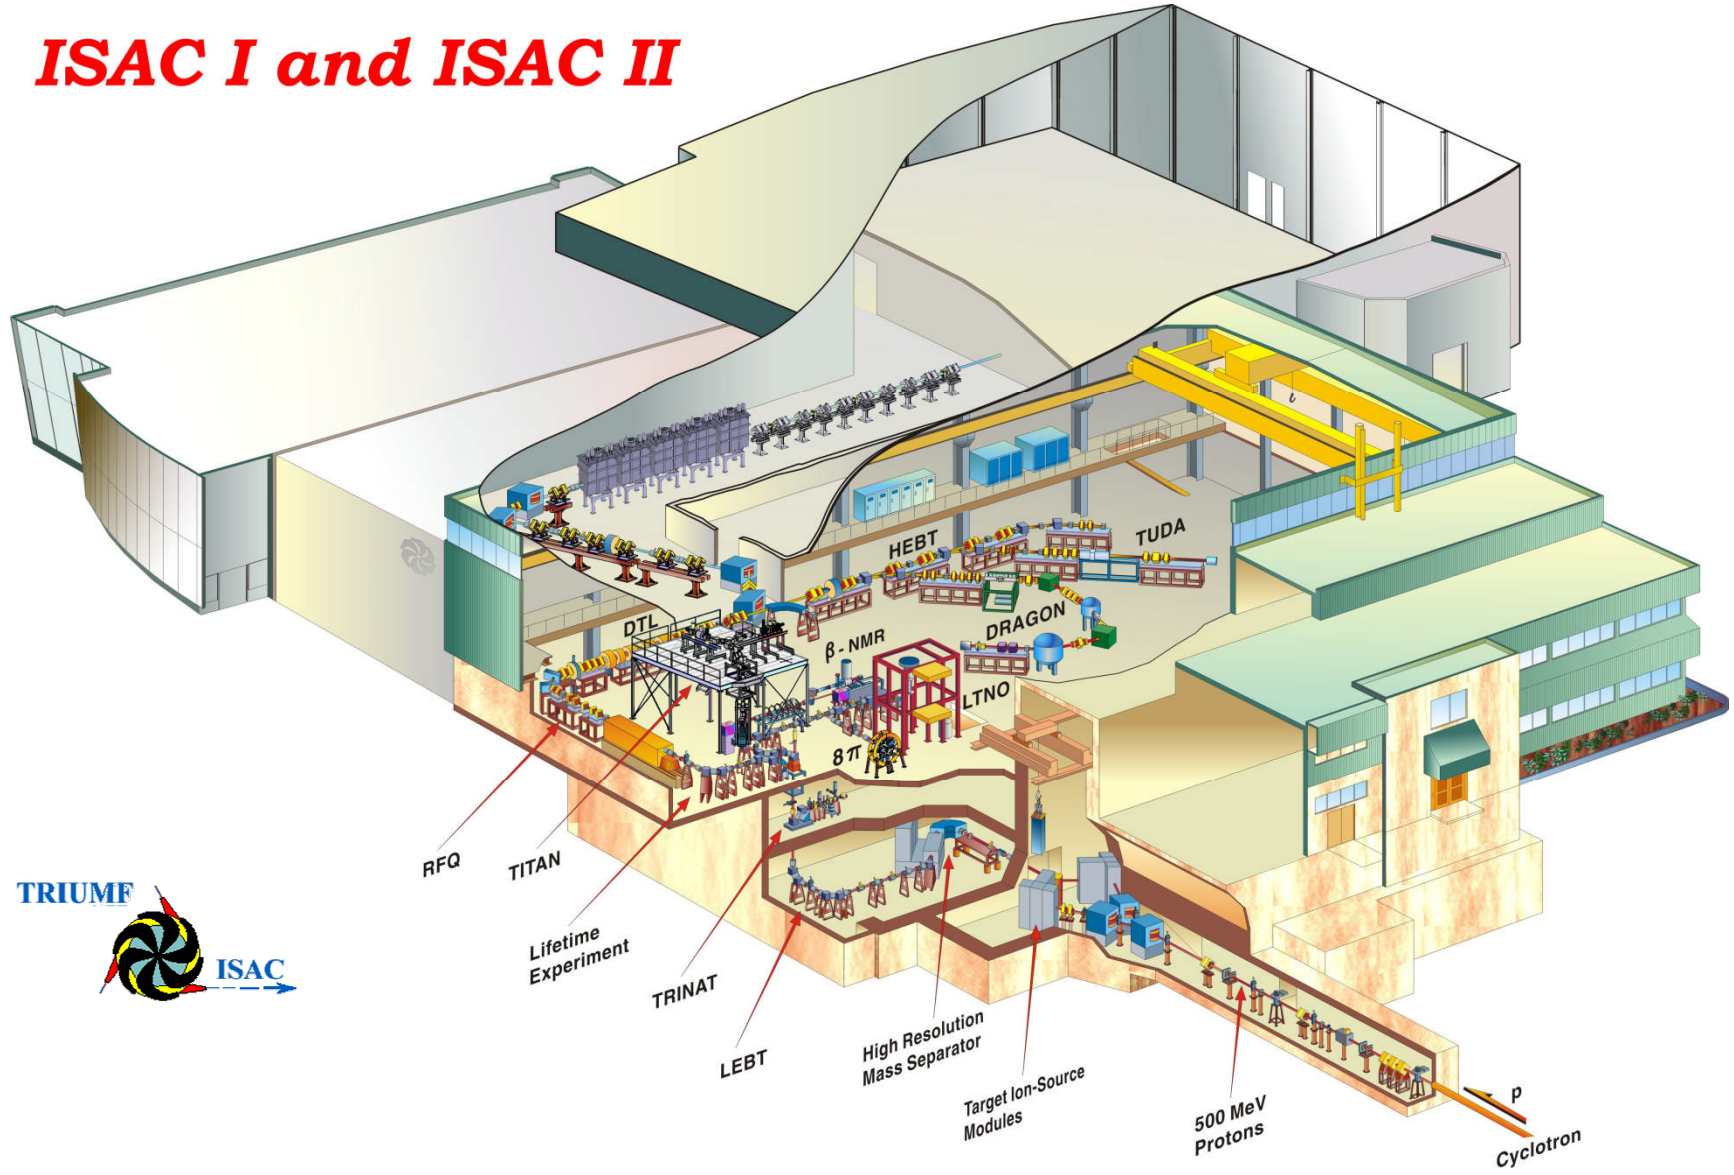 ISAC I and ISAC II
HEBT
TUDA
DTL
β - NMR
DRAGON
LTNO
8π
RFQ
TITAN
Lifetime
Experiment
TRINAT
LEBT
High Resolution
Mass Separator
Target Ion-Source
Modules
500 MeV
Protons
p
Cyclotron
TRIUMF
ISAC